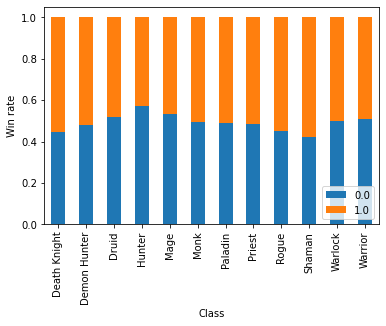 1.0
0.8
0.6
0.4
0.2
0.0
Win rate
0.0
1.0
Death Knight
Demon Hunter
Druid
Hunter
Mage
Monk
Paladin
Priest
Rogue
Shaman
Warlock
Warrior
Class